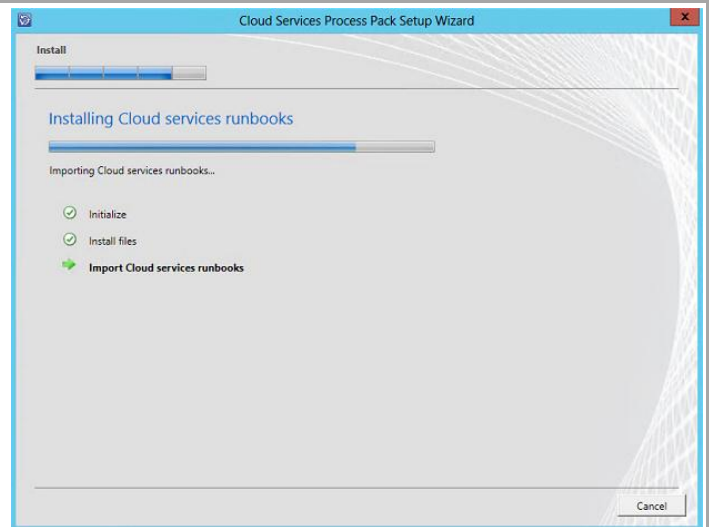 Cloud Services Process Pack Setup Wizard
x
Install
Installing Cloud services runbooks
Importing Cloud services runbooks...
Initialize
Install files
Import Cloud services runbooks
Cancel